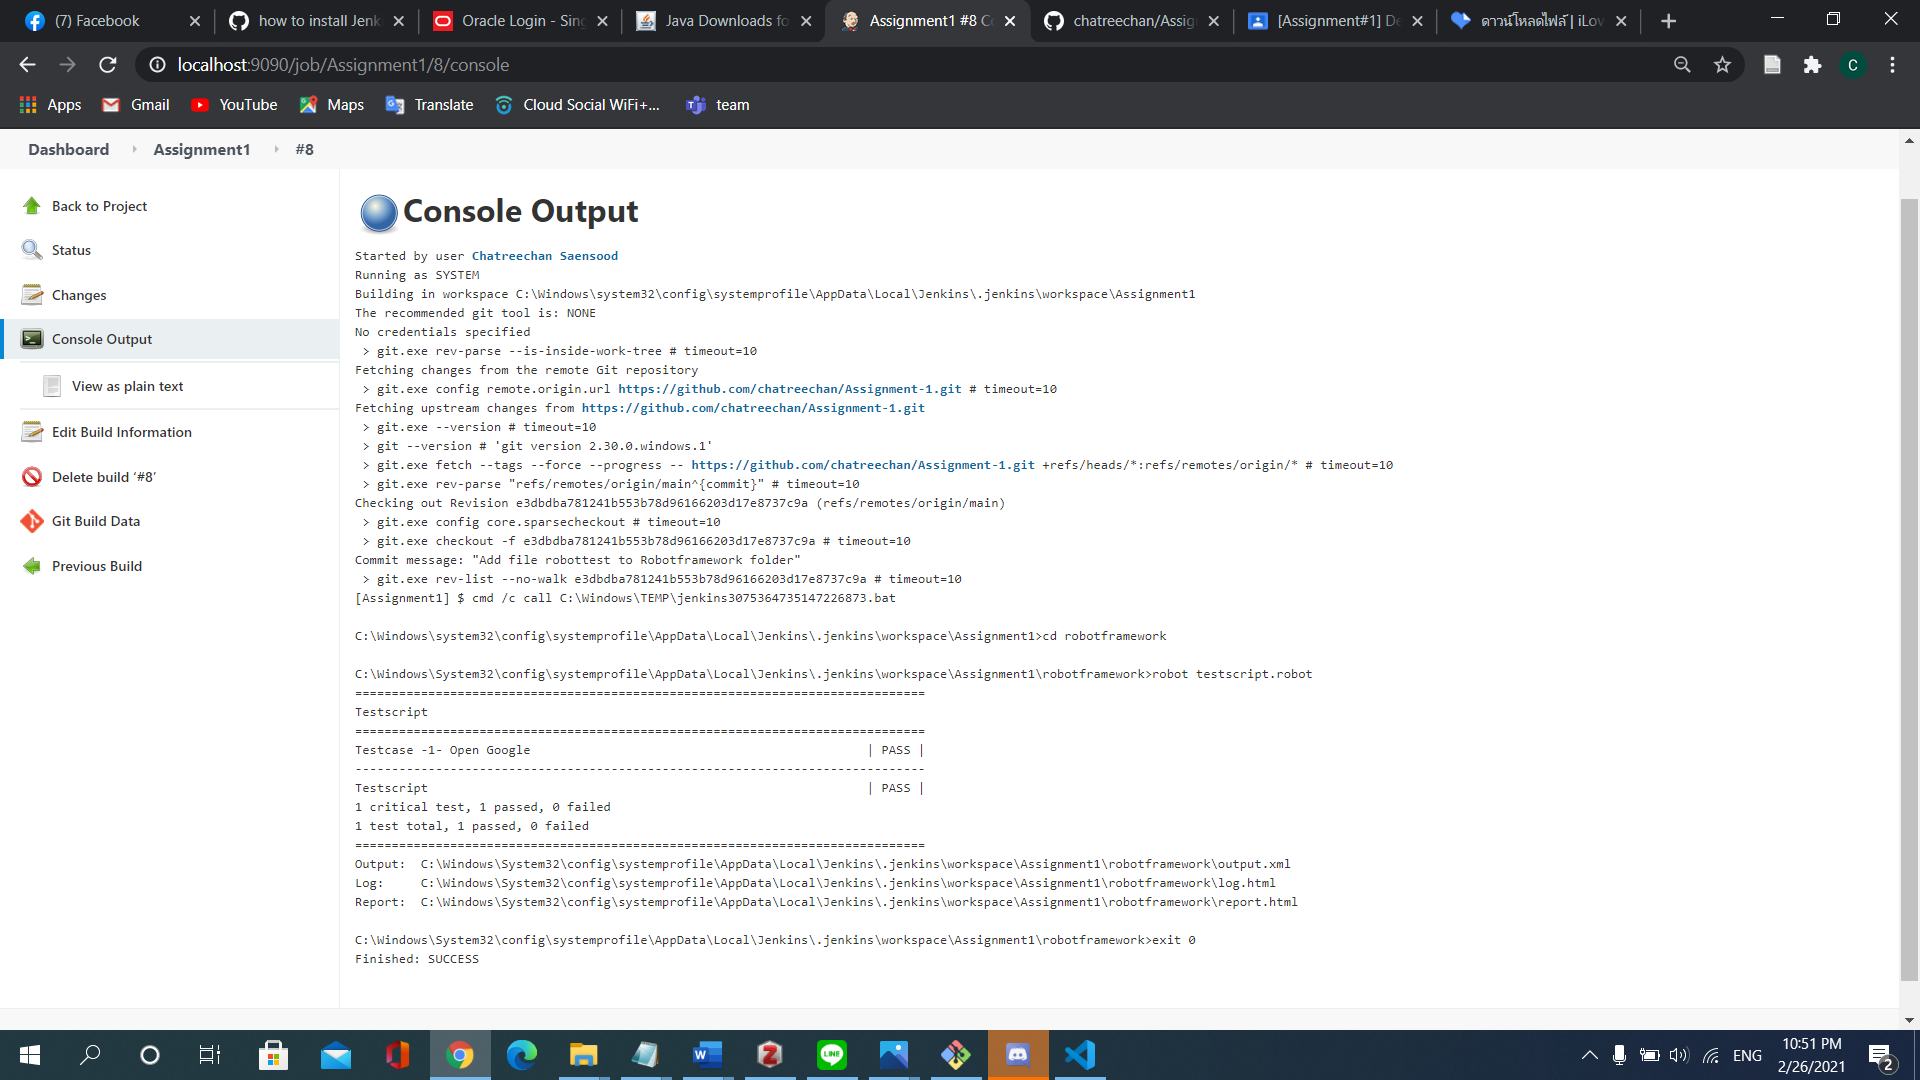 (7) Facebook
how to install Jenk
Oracle Login - Sing
Java Downloads fo
Assignment1 #8 Co
chatreechan/Assig
[Assignment#1] De
ดาวน์โหลดไฟล์ | iLov
localhost:9090/job/Assignment1/8/console
C
Apps
Gmail
YouTube
Maps
Translate
Cloud Social WiFi+...
team
Dashboard
Assignment1
#8
Back to Project
Status
Changes
Console Output
View as plain text
Edit Build Information
Delete build ‘#8’
Git Build Data
Previous Build
Console Output
Started by user Chatreechan Saensood
Running as SYSTEM
Building in workspace C:\Windows\system32\config\systemprofile\AppData\Local\Jenkins\.jenkins\workspace\Assignment1
The recommended git tool is: NONE
No credentials specified
> git.exe rev-parse --is-inside-work-tree # timeout=10
Fetching changes from the remote Git repository
> git.exe config remote.origin.url https://github.com/chatreechan/Assignment-1.git # timeout=10
Fetching upstream changes from https://github.com/chatreechan/Assignment-1.git
> git.exe --version # timeout=10
> git --version # 'git version 2.30.0.windows.1'
> git.exe fetch --tags --force --progress -- https://github.com/chatreechan/Assignment-1.git +refs/heads/*:refs/remotes/origin/* # timeout=10
> git.exe rev-parse "refs/remotes/origin/main^{commit}" # timeout=10
Checking out Revision e3dbdba781241b553b78d96166203d17e8737c9a (refs/remotes/origin/main)
> git.exe config core.sparsecheckout # timeout=10
> git.exe checkout -f e3dbdba781241b553b78d96166203d17e8737c9a # timeout=10
Commit message: "Add file robottest to Robotframework folder"
> git.exe rev-list --no-walk e3dbdba781241b553b78d96166203d17e8737c9a # timeout=10
[Assignment1] $ cmd /c call C:\Windows\TEMP\jenkins3075364735147226873.bat
C:\Windows\system32\config\systemprofile\AppData\Local\Jenkins\.jenkins\workspace\Assignment1>cd robotframework
C:\Windows\System32\config\systemprofile\AppData\Local\Jenkins\.jenkins\workspace\Assignment1\robotframework>robot testscript.robot
==============================================================================
Testscript
==============================================================================
Testcase -1- Open Google | PASS |
------------------------------------------------------------------------------
Testscript | PASS |
1 critical test, 1 passed, 0 failed
1 test total, 1 passed, 0 failed
==============================================================================
Output: C:\Windows\System32\config\systemprofile\AppData\Local\Jenkins\.jenkins\workspace\Assignment1\robotframework\output.xml
Log: C:\Windows\System32\config\systemprofile\AppData\Local\Jenkins\.jenkins\workspace\Assignment1\robotframework\log.html
Report: C:\Windows\System32\config\systemprofile\AppData\Local\Jenkins\.jenkins\workspace\Assignment1\robotframework\report.html
C:\Windows\System32\config\systemprofile\AppData\Local\Jenkins\.jenkins\workspace\Assignment1\robotframework>exit 0
Finished: SUCCESS
ENG
10:51 PM
2/26/2021
2